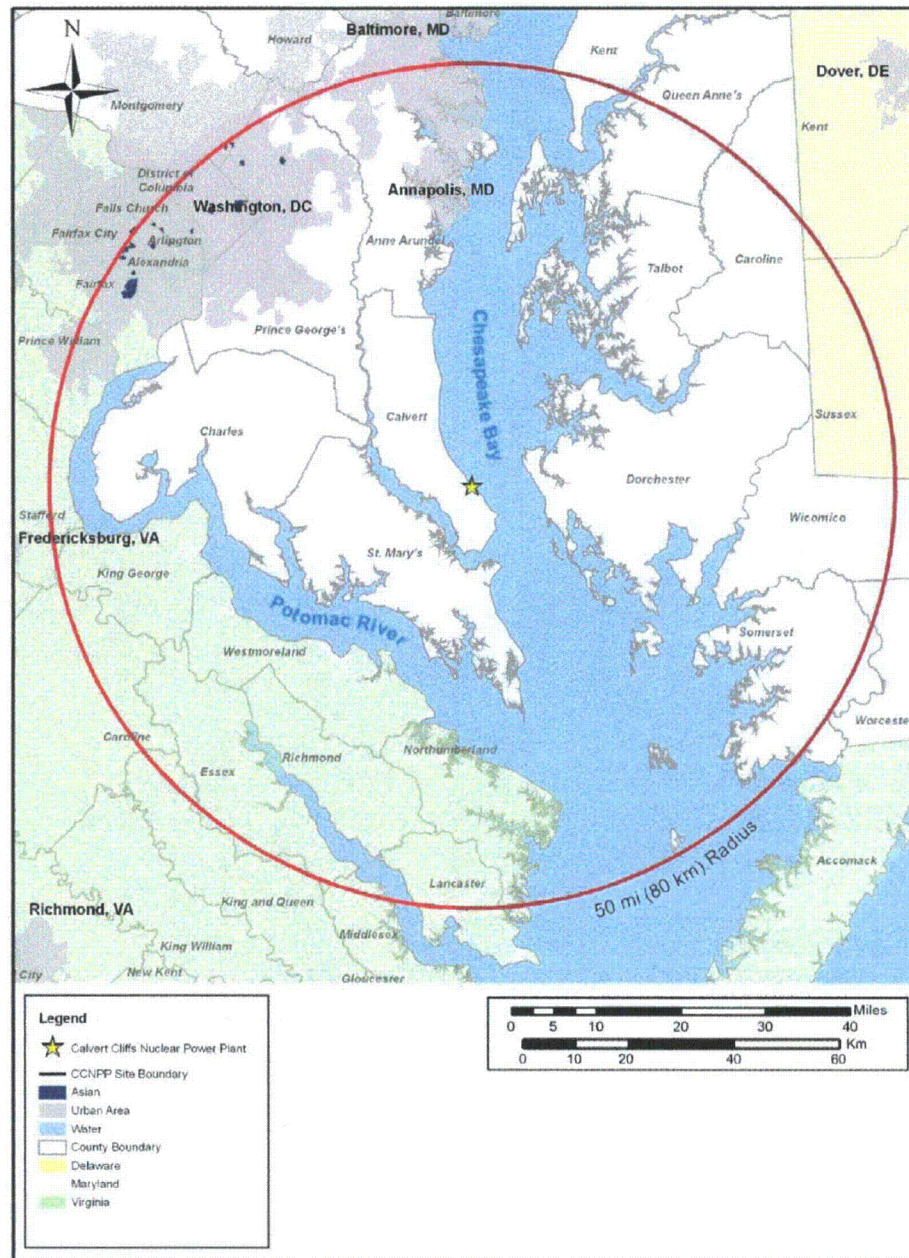 Baltimore
Baltimore, MD
Howard
Kent
N
Dover, DE
Queen Anne's
Kent
Montgomery
District of
Columbia
Annapolis, MD
Falls Church
Washington, DC
Fairfax City
Arlington
Anne Arundel
Alexandria
Talbot
Caroline
Fairfax
Prince George's
Prince William
Chesapeake Bay
Calvert
Sussex
Charles
Dorchester
Stafford
Wicomico
Fredericksburg, VA
St. Mary's
King George
Potomac River
Somerset
Westmoreland
Worceste
Caroline
Northumberland
Richmond
Essex
50 mi (80 km) Radius
Accomack
Lancaster
Richmond, VA
King and Queen
Middlesex
King William
City
New Kent
Gloucester
Legend
Calvert Cliffs Nuclear Power Plant
CCNPP Site Boundary
Asian
Urban Area
Water
County Boundary
Delaware
Maryland
Virginia
Miles
0 5 10 20 30 40
Km
0 10 20 40 60